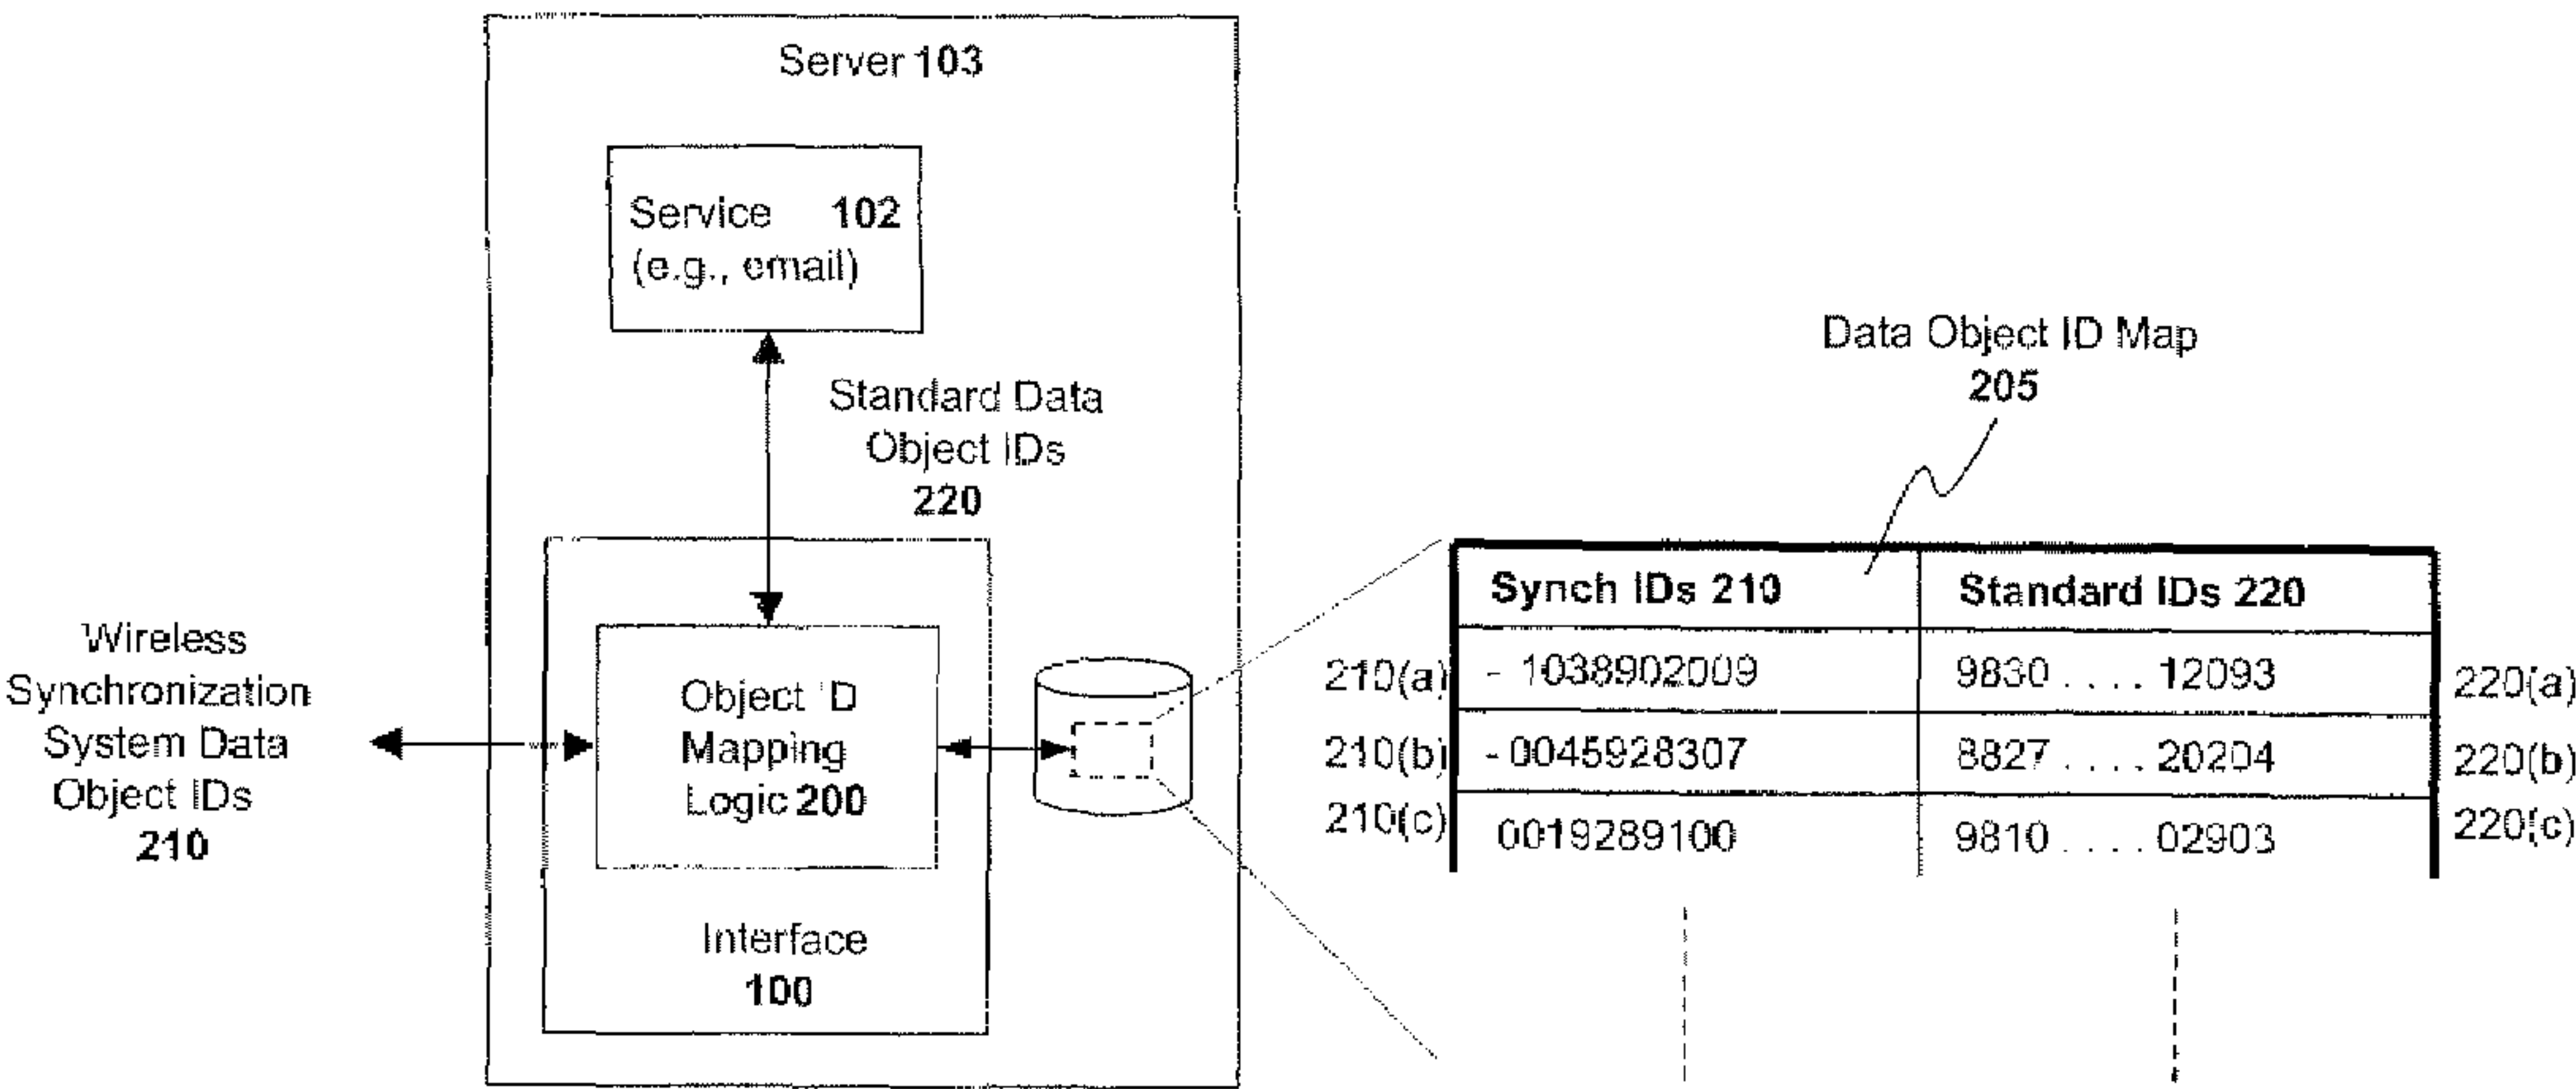 Server 103
Service 102
(e.g., email)
Standard Data
Object IDs
220
Wireless
Synchronization
System Data
Object IDs
210
Object ID
Mapping
Logic 200
Interface
100
Data Object ID Map
205
Synch IDs 210 Standard IDs 220
210(a) - 1038902009 9830 .... 12093 220(a)
210(b) - 0045928307 8827 .... 20204 220(b)
210(c) 0019289100 9810 .... 02903 220(c)